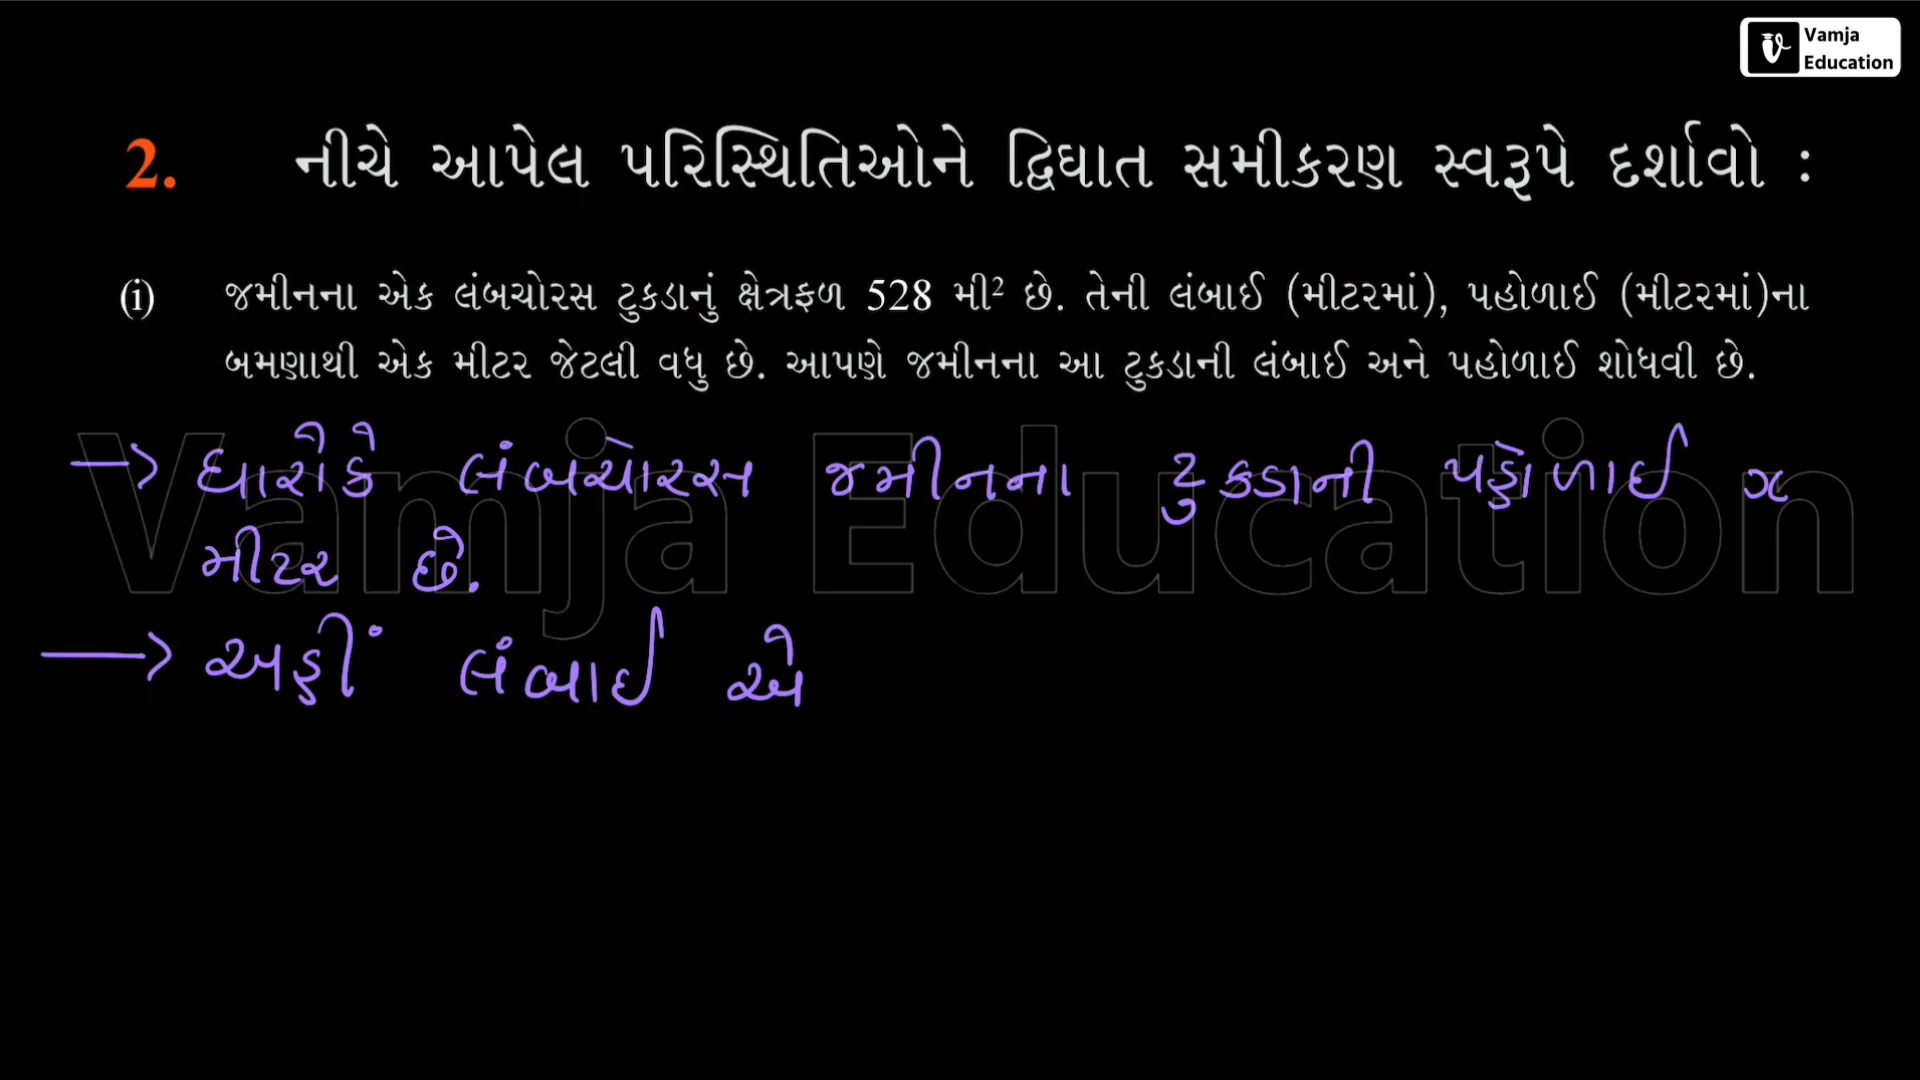 Vamja
Education
2. નીચે આપેલ પરિસ્થિતિઓને દ્વિઘાત સમીકરણ સ્વરૂપે દર્શાવો :
(i) જમીનના એક લંબચોરસ ટુકડાનું ક્ષેત્રફળ 528 મી² છે. તેની લંબાઈ (મીટરમાં), પહોળાઈ (મીટરમાં)ના
બમણાથી એક મીટર જેટલી વધુ છે. આપણે જમીનના આ ટુકડાની લંબાઈ અને પહોળાઈ શોધવી છે.
→ ધારોકે લંબચોરસ જમીનના ટુકડાની પહોળાઈ x
મીટર છે.
→ અહીં લંબાઈ એ
Vamja Education